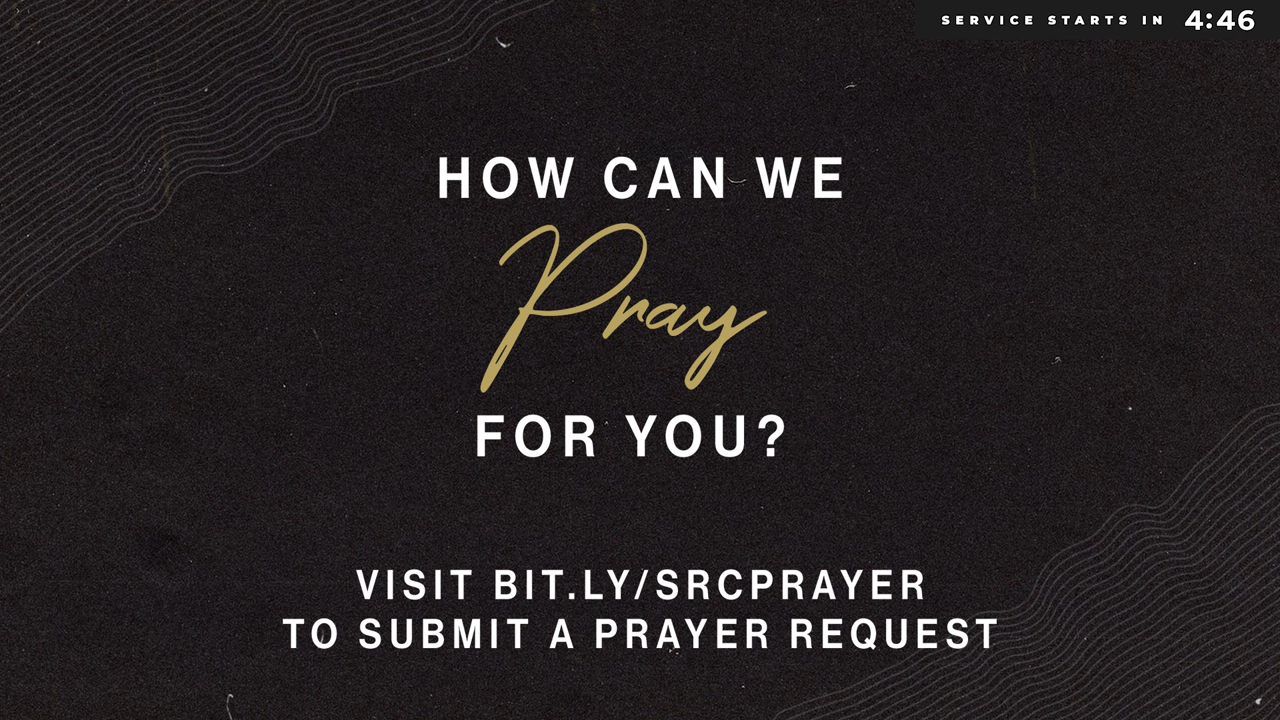 SERVICE STARTS IN 4:46
HOW CAN WE
Pray
FOR YOU?
VISIT BIT.LY/SRCPRAYER
TO SUBMIT A PRAYER REQUEST